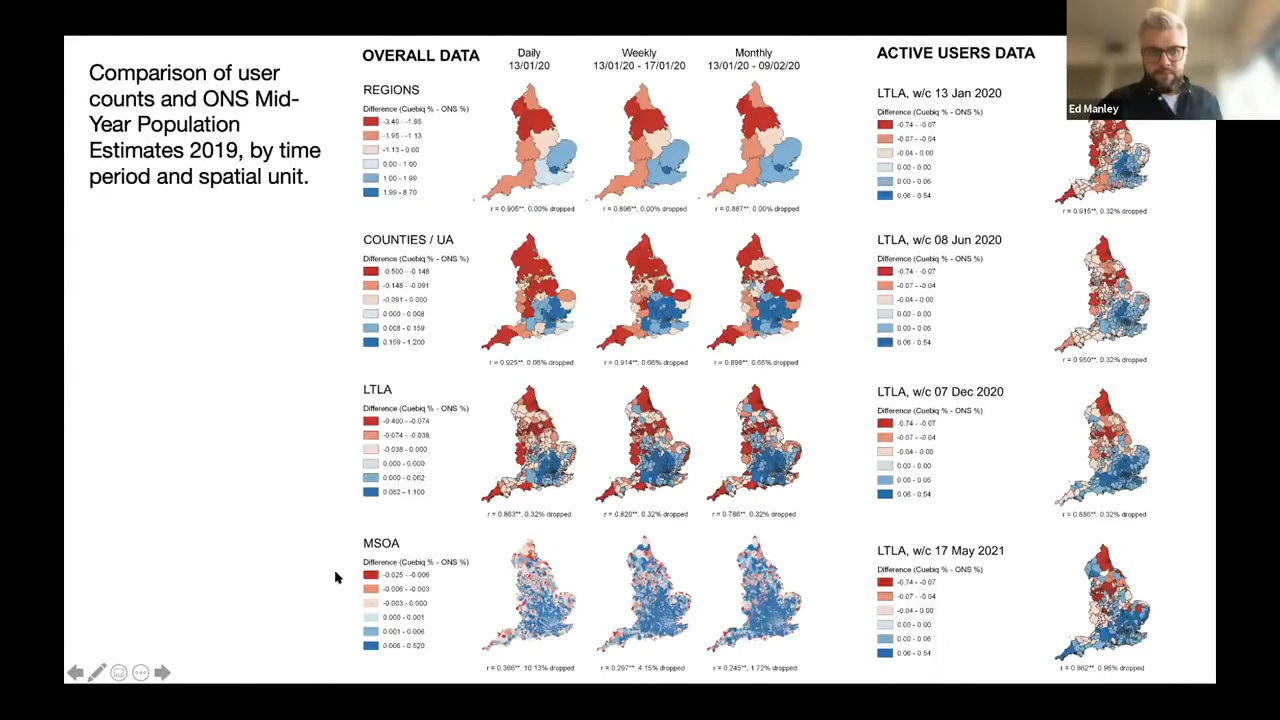 Comparison of user
counts and ONS Mid-
Year Population
Estimates 2019, by time
period and spatial unit.
OVERALL DATA
Daily
13/01/20
Weekly
13/01/20 - 17/01/20
Monthly
13/01/20 - 09/02/20
REGIONS
Difference (Cuebiq % - ONS %)
-3.40 - -1.95
-1.95 - -1.13
-1.13 - 0.00
0.00 - 1.00
1.00 - 1.99
1.99 - 8.70
r = 0.905**, 0.00% dropped
r = 0.896**, 0.00% dropped
r = 0.887**, 0.00% dropped
COUNTIES / UA
Difference (Cuebiq % - ONS %)
-0.500 - -0.148
-0.148 - -0.091
-0.091 - 0.000
0.000 - 0.008
0.008 - 0.159
0.159 - 1.200
r = 0.925**, 0.66% dropped
r = 0.914**, 0.66% dropped
r = 0.898**, 0.66% dropped
LTLA
Difference (Cuebiq % - ONS %)
-0.400 - -0.074
-0.074 - -0.038
-0.038 - 0.000
0.000 - 0.000
0.000 - 0.062
0.062 - 1.100
r = 0.863**, 0.32% dropped
r = 0.820**, 0.32% dropped
r = 0.786**, 0.32% dropped
MSOA
Difference (Cuebiq % - ONS %)
-0.025 - -0.006
-0.006 - -0.003
-0.003 - 0.000
0.000 - 0.001
0.001 - 0.006
0.006 - 0.520
r = 0.366**, 10.13% dropped
r = 0.297**, 4.15% dropped
r = 0.245**, 1.72% dropped
ACTIVE USERS DATA
Ed Manley
LTLA, w/c 13 Jan 2020
Difference (Cuebiq % - ONS %)
-0.74 - -0.07
-0.07 - -0.04
-0.04 - 0.00
0.00 - 0.00
0.00 - 0.06
0.06 - 0.54
r = 0.915**, 0.32% dropped
LTLA, w/c 08 Jun 2020
Difference (Cuebiq % - ONS %)
-0.74 - -0.07
-0.07 - -0.04
-0.04 - 0.00
0.00 - 0.00
0.00 - 0.06
0.06 - 0.54
r = 0.950**, 0.32% dropped
LTLA, w/c 07 Dec 2020
Difference (Cuebiq % - ONS %)
-0.74 - -0.07
-0.07 - -0.04
-0.04 - 0.00
0.00 - 0.00
0.00 - 0.06
0.06 - 0.54
r = 0.886**, 0.32% dropped
LTLA, w/c 17 May 2021
Difference (Cuebiq % - ONS %)
-0.74 - -0.07
-0.07 - -0.04
-0.04 - 0.00
0.00 - 0.00
0.00 - 0.06
0.06 - 0.54
r = 0.862**, 0.96% dropped